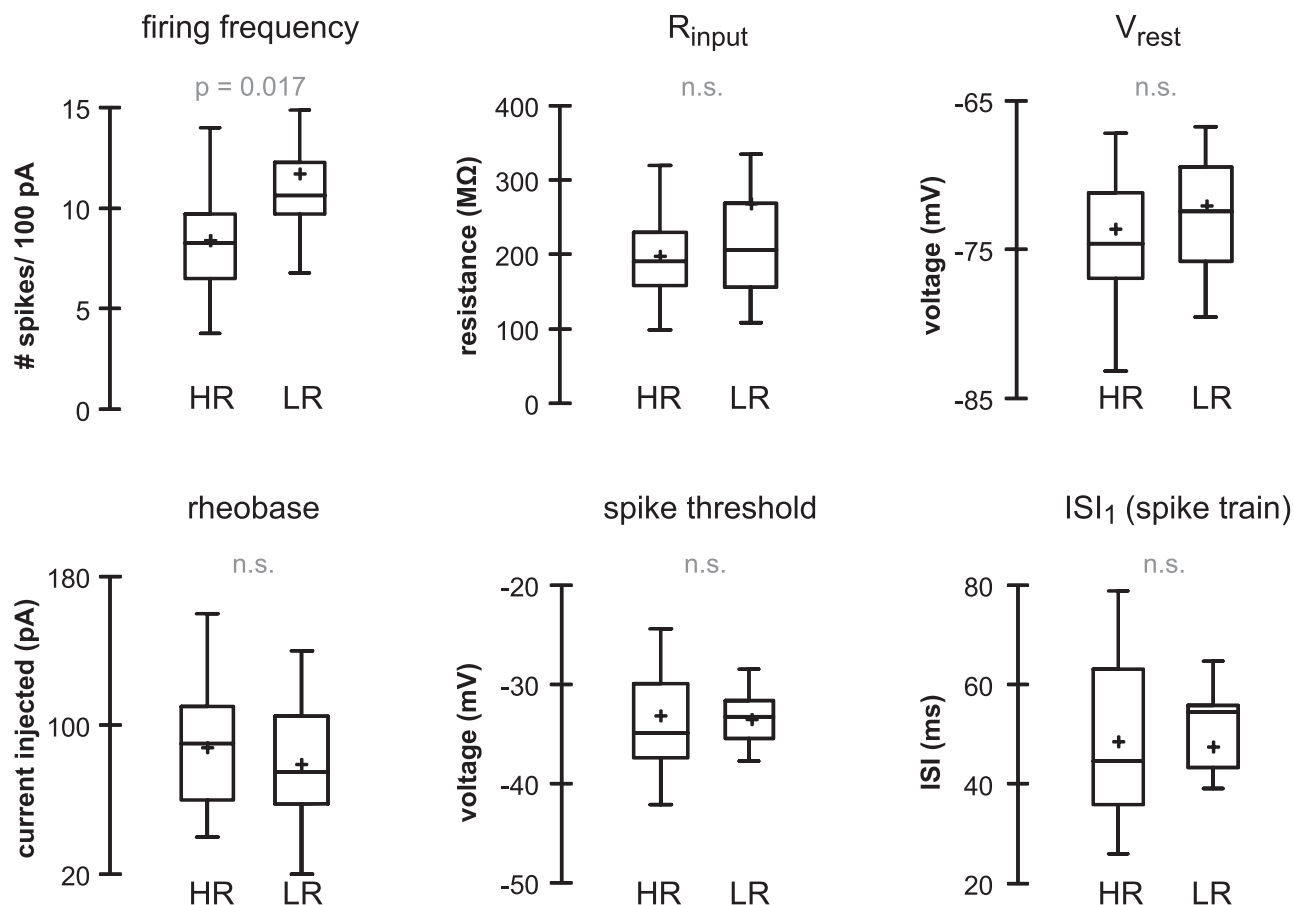 firing frequency
p = 0.017
# spikes/ 100 pA
15
10
5
0
HR LR
Rinput
n.s.
resistance (MΩ)
400
300
200
100
0
HR LR
Vrest
n.s.
voltage (mV)
-65
-75
-85
HR LR
rheobase
n.s.
current injected (pA)
180
100
20
HR LR
spike threshold
n.s.
voltage (mV)
-20
-30
-40
-50
HR LR
ISI1 (spike train)
n.s.
ISI (ms)
80
60
40
20
HR LR